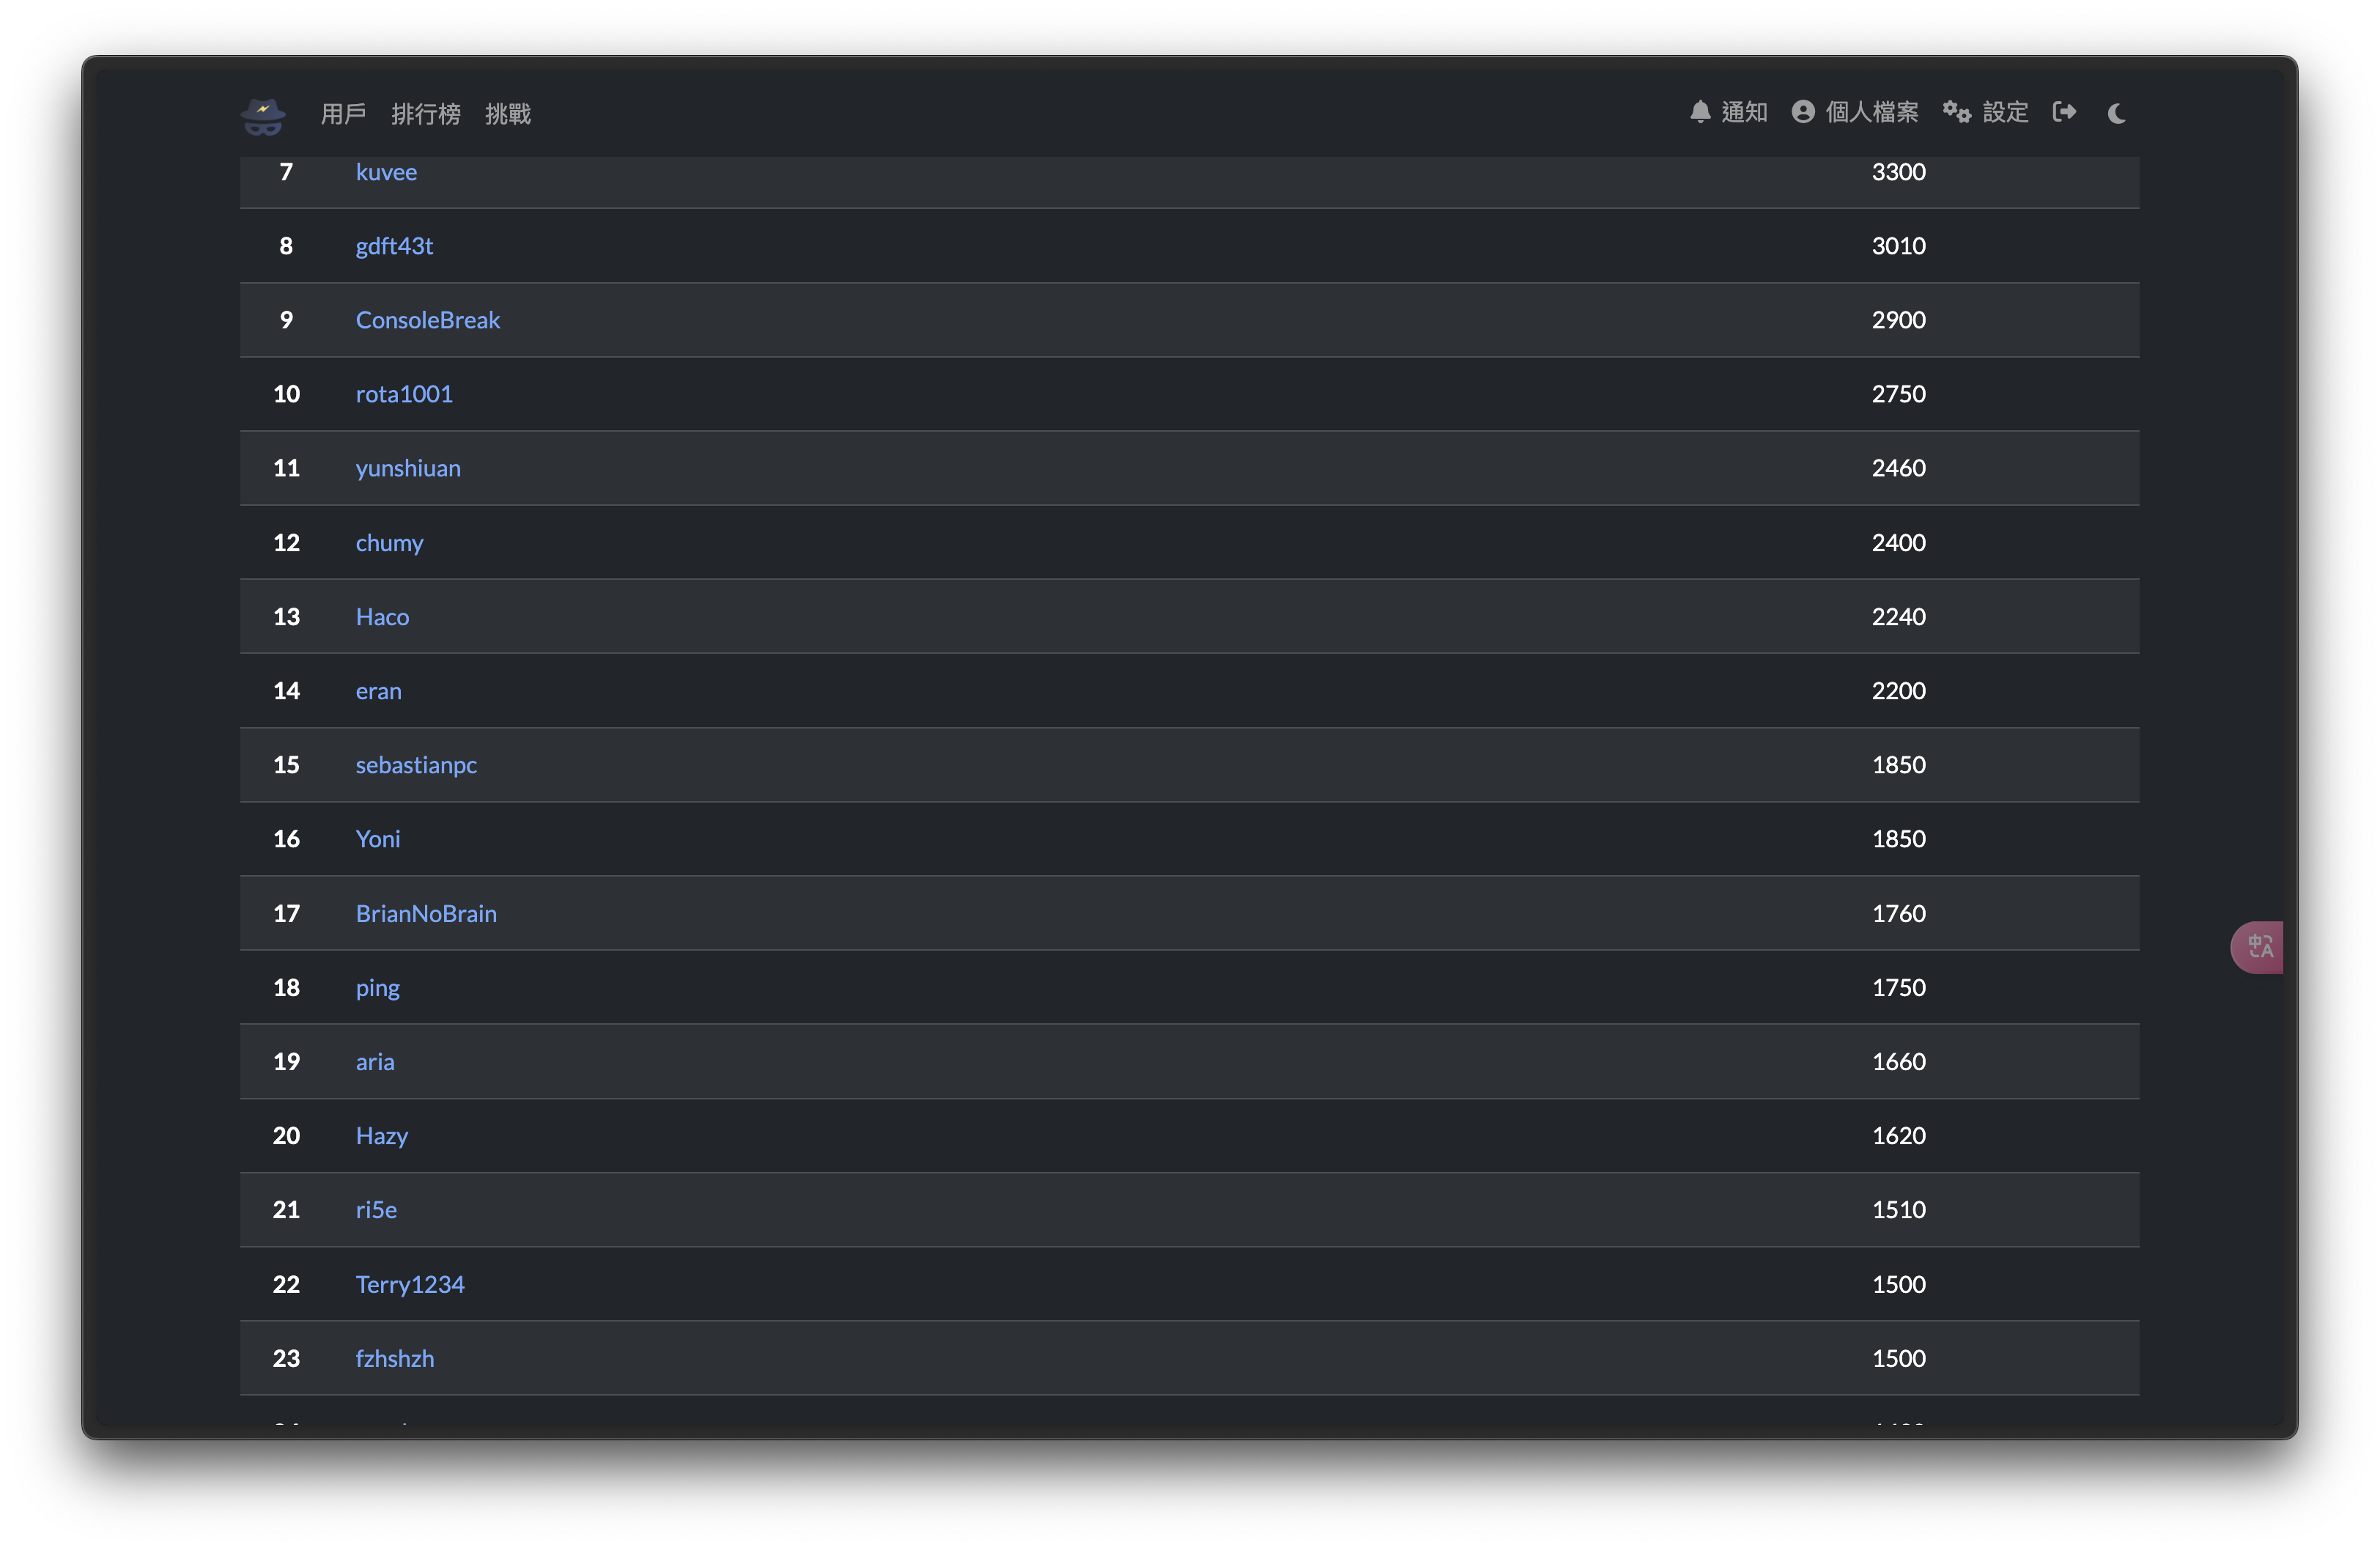 用戶 排行榜 挑戰 通知 個人檔案 設定
7 kuvee 3300
8 gdft43t 3010
9 ConsoleBreak 2900
10 rota1001 2750
11 yunshiuan 2460
12 chumy 2400
13 Haco 2240
14 eran 2200
15 sebastianpc 1850
16 Yoni 1850
17 BrianNoBrain 1760
18 ping 1750
19 aria 1660
20 Hazy 1620
21 ri5e 1510
22 Terry1234 1500
23 fzhshzh 1500